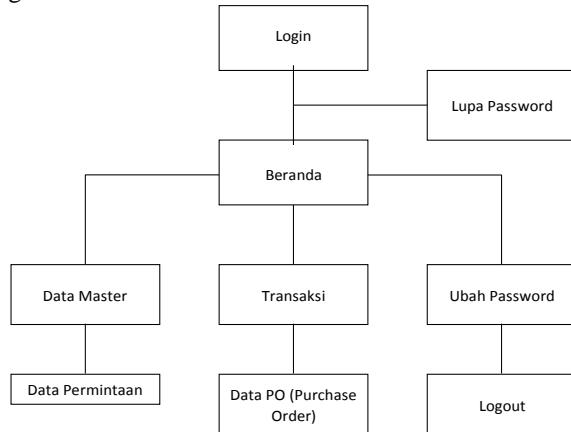 Login
Lupa Password
Beranda
Data Master
Transaksi
Ubah Password
Data Permintaan
Data PO (Purchase
Order)
Logout